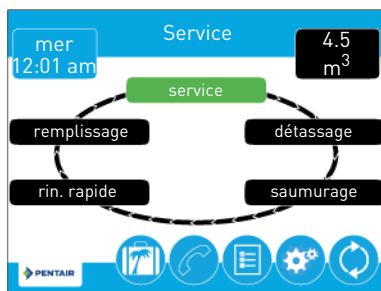 mer
12:01 am
Service
4.5
m³
service
remplissage
détassage
rin. rapide
saumurage
PENTAIR